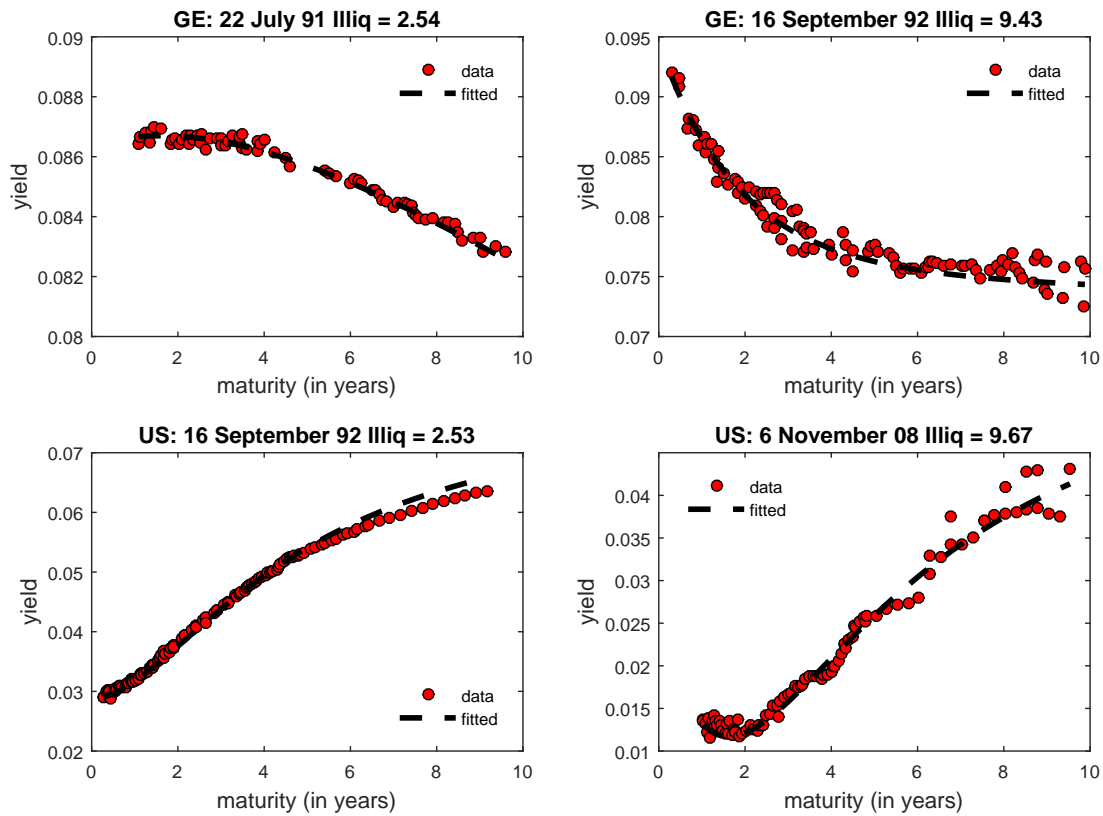 GE: 22 July 91 Illiq = 2.54
0.09
0.088
0.086
0.084
0.082
0.08
yield
data
fitted
0 2 4 6 8 10
maturity (in years)
GE: 16 September 92 Illiq = 9.43
0.095
0.09
0.085
0.08
0.075
0.07
yield
data
fitted
0 2 4 6 8 10
maturity (in years)
US: 16 September 92 Illiq = 2.53
0.07
0.06
0.05
0.04
0.03
0.02
yield
data
fitted
0 2 4 6 8 10
maturity (in years)
US: 6 November 08 Illiq = 9.67
0.04
0.035
0.03
0.025
0.02
0.015
0.01
yield
data
fitted
0 2 4 6 8 10
maturity (in years)